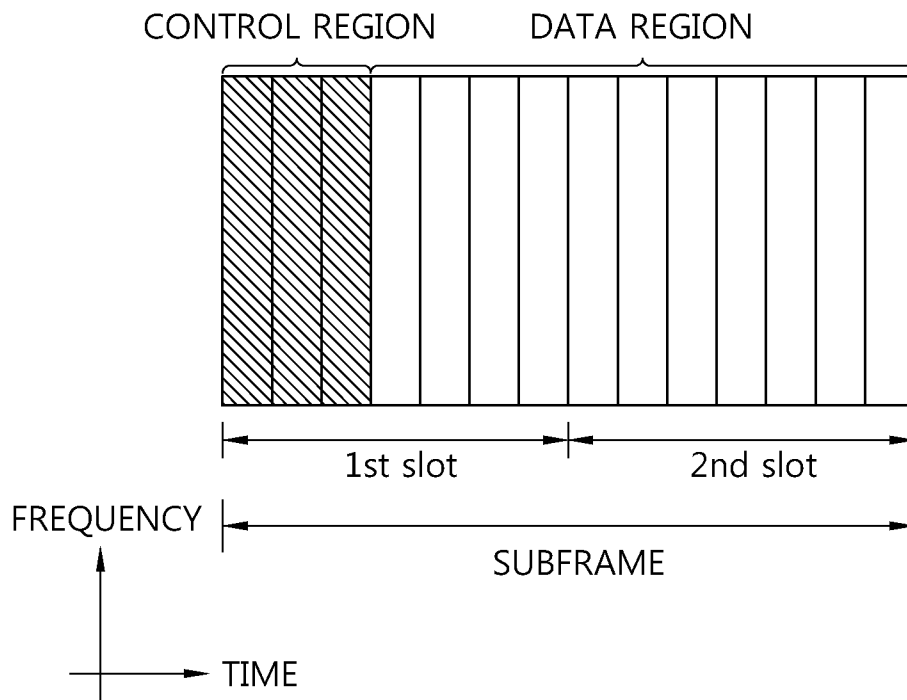 CONTROL REGION
DATA REGION
1st slot
2nd slot
FREQUENCY
SUBFRAME
TIME